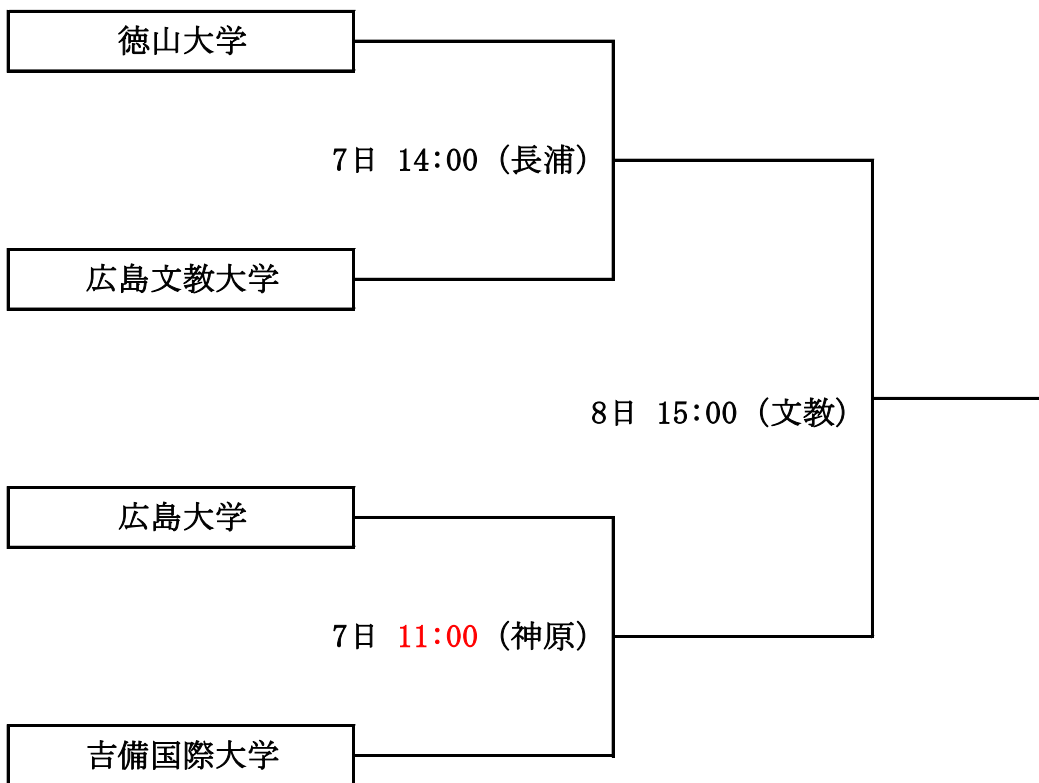 徳山大学
7日 14:00 (長浦)
広島文教大学
8日 15:00 (文教)
広島大学
7日 11:00 (神原)
吉備国際大学